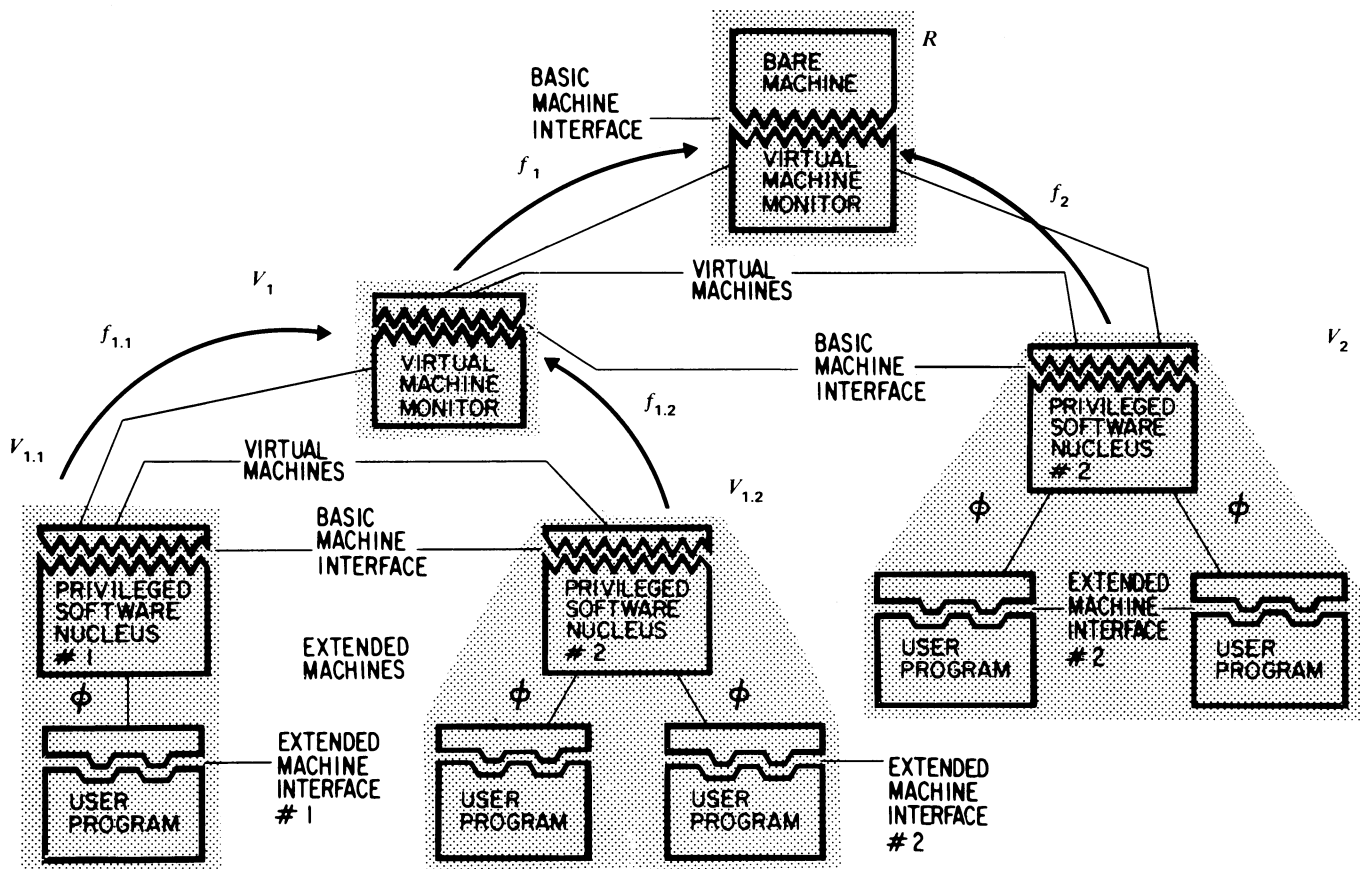 R
BARE
MACHINE
BASIC
MACHINE
INTERFACE
VIRTUAL
MACHINE
MONITOR
f1
f2
VIRTUAL
MACHINES
V1
f1.1
VIRTUAL
MACHINE
MONITOR
BASIC
MACHINE
INTERFACE
V2
f1.2
PRIVILEGED
SOFTWARE
NUCLEUS
# 2
V1.1
VIRTUAL
MACHINES
V1.2
ϕ
ϕ
BASIC
MACHINE
INTERFACE
PRIVILEGED
SOFTWARE
NUCLEUS
# 1
PRIVILEGED
SOFTWARE
NUCLEUS
# 2
EXTENDED
MACHINE
INTERFACE
# 2
USER
PROGRAM
USER
PROGRAM
EXTENDED
MACHINES
ϕ
ϕ
ϕ
EXTENDED
MACHINE
INTERFACE
# 1
EXTENDED
MACHINE
INTERFACE
# 2
USER
PROGRAM
USER
PROGRAM
USER
PROGRAM